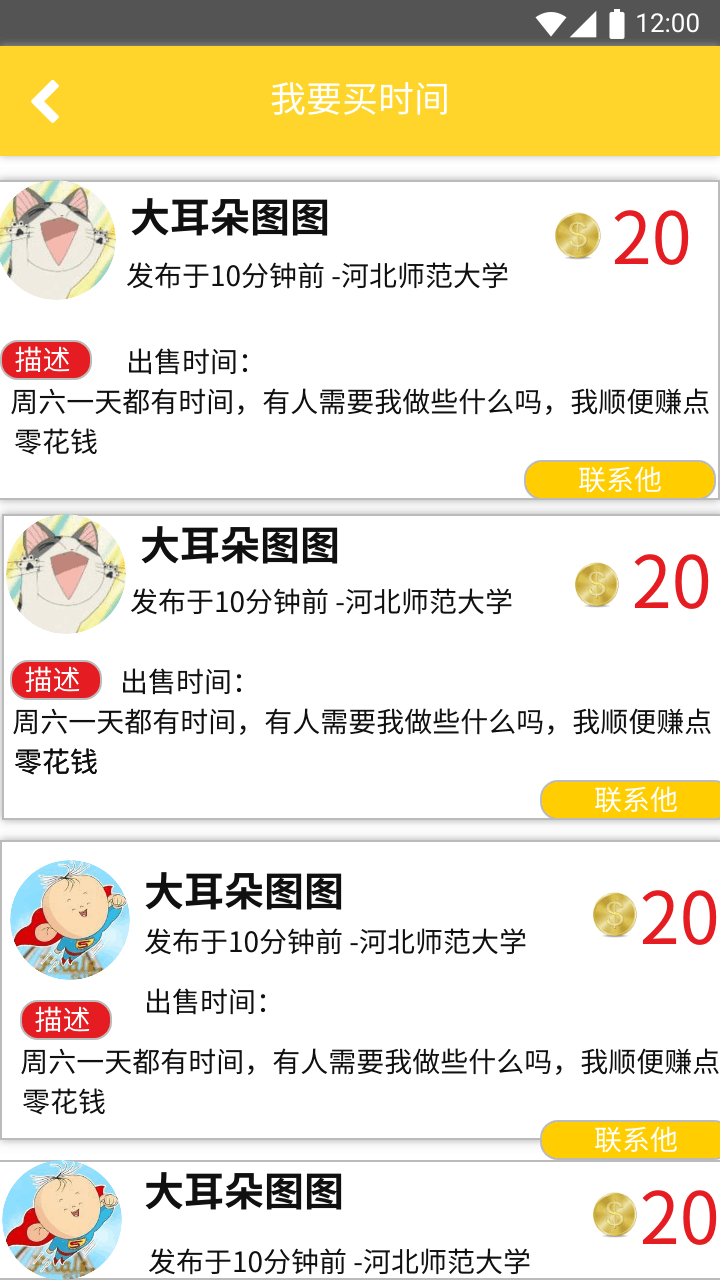 12:00
我要买时间
大耳朵图图
20
发布于10分钟前 -河北师范大学
描述 出售时间：
周六一天都有时间，有人需要我做些什么吗，我顺便赚点
零花钱
联系他
大耳朵图图
20
发布于10分钟前 -河北师范大学
描述 出售时间：
周六一天都有时间，有人需要我做些什么吗，我顺便赚点
零花钱
联系他
大耳朵图图
20
发布于10分钟前 -河北师范大学
出售时间：
描述
周六一天都有时间，有人需要我做些什么吗，我顺便赚点
零花钱
联系他
大耳朵图图
20
发布于10分钟前 -河北师范大学